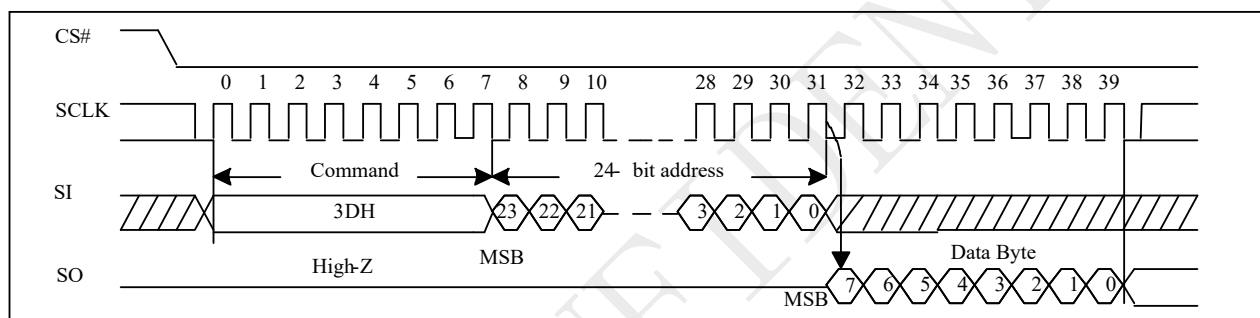 CS#
0 1 2 3 4 5 6 7 8 9 10 28 29 30 31 32 33 34 35 36 37 38 39
SCLK
Command 24- bit address
SI
3DH 23 22 21 3 2 1 0
High-Z MSB Data Byte
SO
MSB 7 6 5 4 3 2 1 0